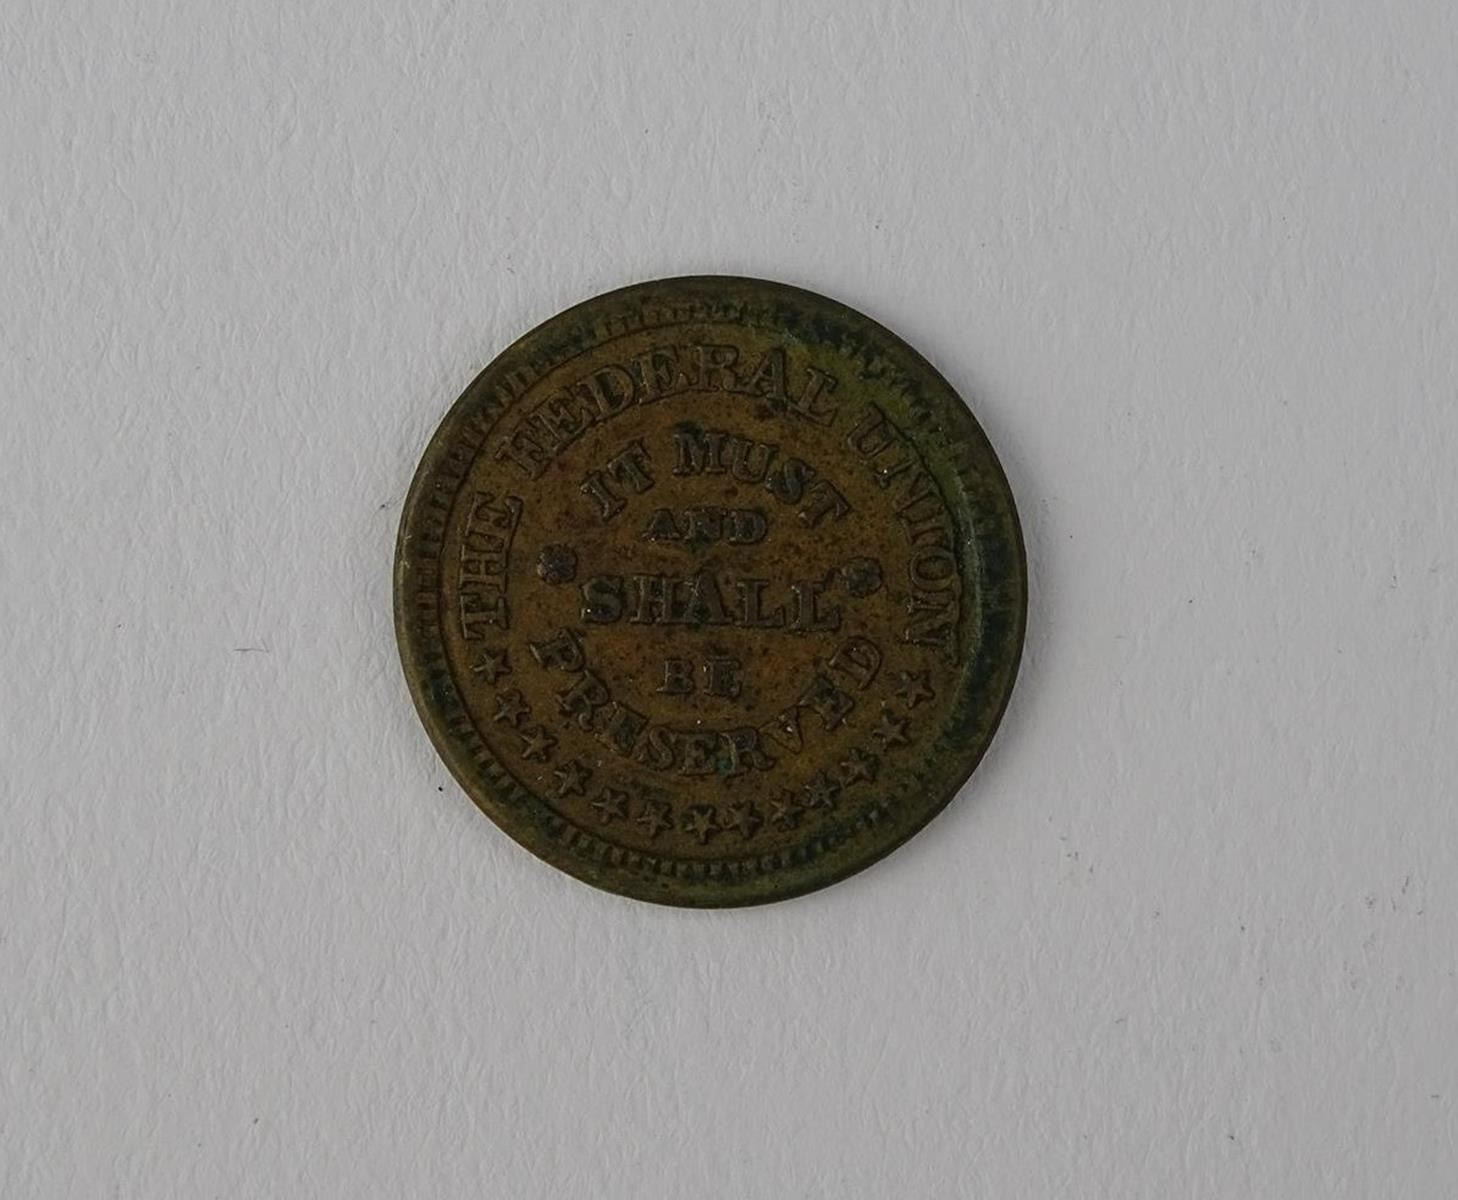 THE FEDERAL UNION
IT MUST
AND
SHALL
BE
PRESERVED